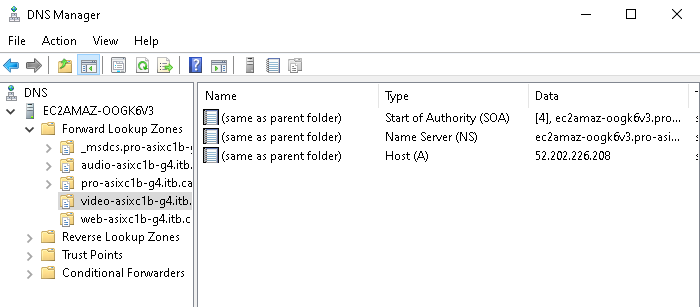 DNS Manager
File Action View Help
DNS
EC2AMAZ-OOGK6V3
Forward Lookup Zones
_msdcs.pro-asixc1b-g
audio-asixc1b-g4.itb.
pro-asixc1b-g4.itb.ca
video-asixc1b-g4.itb.
web-asixc1b-g4.itb.c
Reverse Lookup Zones
Trust Points
Conditional Forwarders
Name Type Data
(same as parent folder) Start of Authority (SOA) [4], ec2amaz-oogk6v3.pro...
(same as parent folder) Name Server (NS) ec2amaz-oogk6v3.pro-asi...
(same as parent folder) Host (A) 52.202.226.208